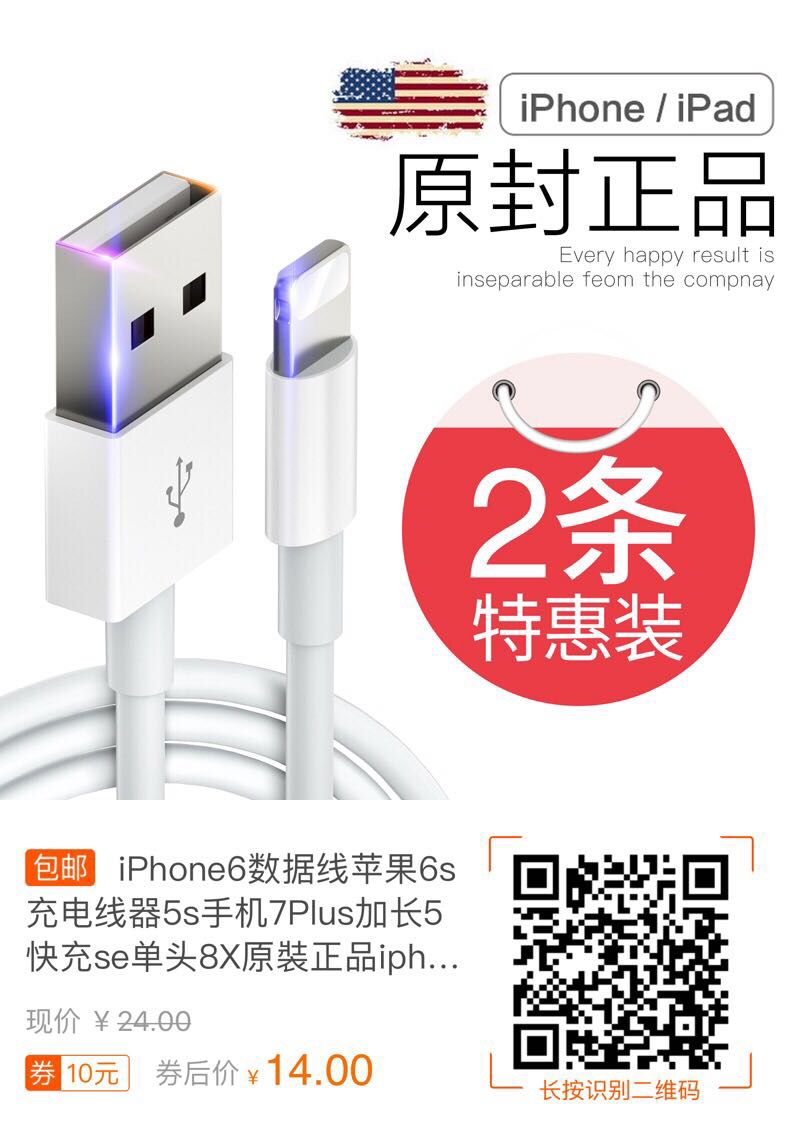 iPhone / iPad
原封正品
Every happy result is
inseparable feom the compnay
2条
特惠装
包邮 iPhone6数据线苹果6s
充电线器5s手机7Plus加长5
快充se单头8X原裝正品iph...
现价 ¥ 24.00
券 10元 券后价 ¥ 14.00
长按识别二维码